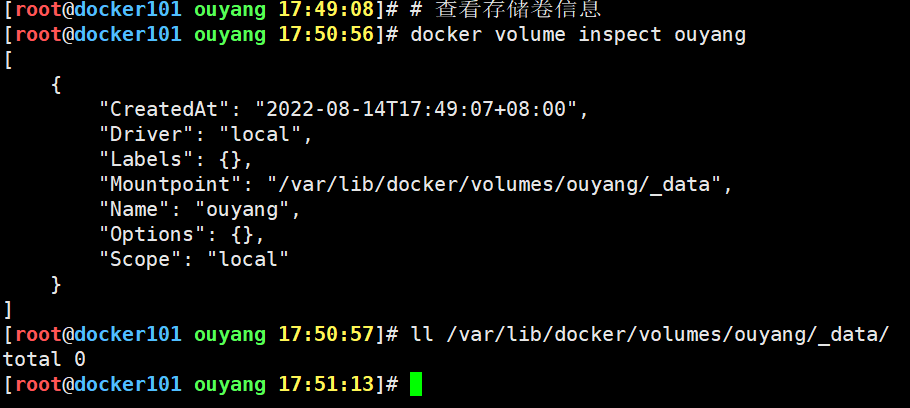 [root@docker101 ouyang 17:49:08]# # 查看存储卷信息
[root@docker101 ouyang 17:50:56]# docker volume inspect ouyang
[
    {
        "CreatedAt": "2022-08-14T17:49:07+08:00",
        "Driver": "local",
        "Labels": {},
        "Mountpoint": "/var/lib/docker/volumes/ouyang/_data",
        "Name": "ouyang",
        "Options": {},
        "Scope": "local"
    }
]
[root@docker101 ouyang 17:50:57]# ll /var/lib/docker/volumes/ouyang/_data/
total 0
[root@docker101 ouyang 17:51:13]#